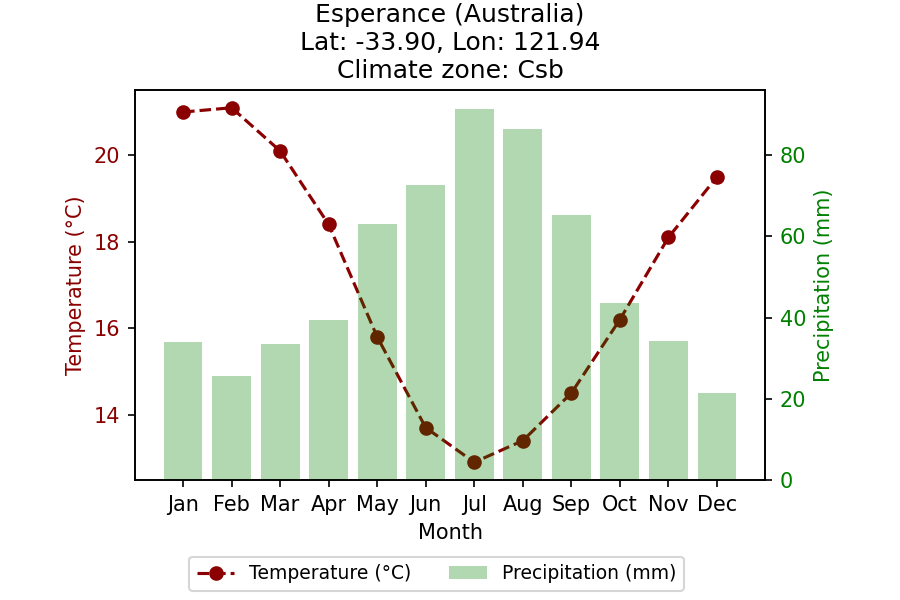 Esperance (Australia)
Lat: -33.90, Lon: 121.94
Climate zone: Csb
Temperature (°C)
20
18
16
14
Precipitation (mm)
80
60
40
20
0
Jan Feb Mar Apr May Jun Jul Aug Sep Oct Nov Dec
Month
Temperature (°C) Precipitation (mm)